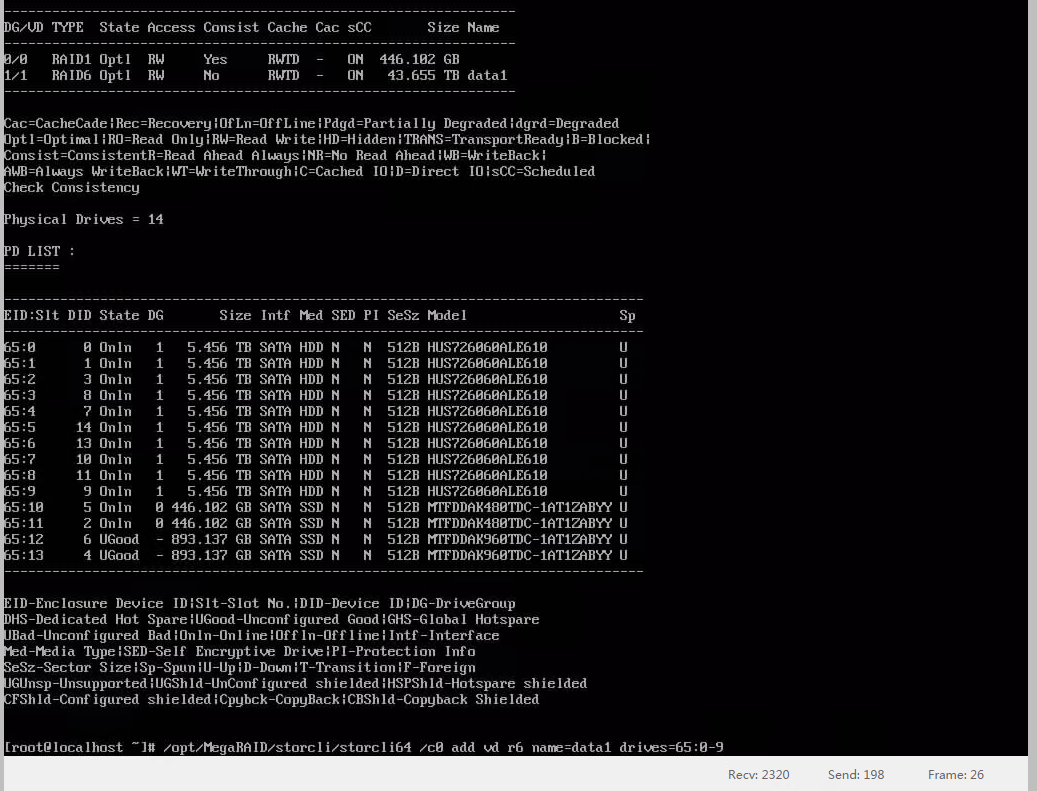 ---------------------------------------------------------------
DG/VD TYPE  State Access Consist Cache Cac sCC       Size Name
---------------------------------------------------------------
0/0   RAID1 Optl  RW     Yes     RWTD  -   ON  446.102 GB
1/1   RAID6 Optl  RW     No      RWTD  -   ON   43.655 TB data1
---------------------------------------------------------------
Cac=CacheCade|Rec=Recovery|OfLn=OffLine|Pdgd=Partially Degraded|dgrd=Degraded
Optl=Optimal|RO=Read Only|RW=Read Write|HD=Hidden|TRANS=TransportReady|B=Blocked|
Consist=ConsistentR=Read Ahead Always|NR=No Read Ahead|WB=WriteBack|
AWB=Always WriteBack|WT=WriteThrough|C=Cached IO|D=Direct IO|sCC=Scheduled
Check Consistency
Physical Drives = 14
PD LIST :
=======
--------------------------------------------------------------------------------
EID:Slt DID State DG       Size Intf Med SED PI SeSz Model                   Sp
--------------------------------------------------------------------------------
65:0      0 Onln  1    5.456 TB SATA HDD N   N  512B HUS726060ALE610         U
65:1      1 Onln  1    5.456 TB SATA HDD N   N  512B HUS726060ALE610         U
65:2      3 Onln  1    5.456 TB SATA HDD N   N  512B HUS726060ALE610         U
65:3      8 Onln  1    5.456 TB SATA HDD N   N  512B HUS726060ALE610         U
65:4      7 Onln  1    5.456 TB SATA HDD N   N  512B HUS726060ALE610         U
65:5     14 Onln  1    5.456 TB SATA HDD N   N  512B HUS726060ALE610         U
65:6     13 Onln  1    5.456 TB SATA HDD N   N  512B HUS726060ALE610         U
65:7     10 Onln  1    5.456 TB SATA HDD N   N  512B HUS726060ALE610         U
65:8     11 Onln  1    5.456 TB SATA HDD N   N  512B HUS726060ALE610         U
65:9      9 Onln  1    5.456 TB SATA HDD N   N  512B HUS726060ALE610         U
65:10     5 Onln  0  446.102 GB SATA SSD N   N  512B MTFDDAK480TDC-1AT1ZABYY U
65:11     2 Onln  0  446.102 GB SATA SSD N   N  512B MTFDDAK480TDC-1AT1ZABYY U
65:12     6 UGood -  893.137 GB SATA SSD N   N  512B MTFDDAK960TDC-1AT1ZABYY U
65:13     4 UGood -  893.137 GB SATA SSD N   N  512B MTFDDAK960TDC-1AT1ZABYY U
--------------------------------------------------------------------------------
EID-Enclosure Device ID|Slt-Slot No.|DID-Device ID|DG-DriveGroup
DHS-Dedicated Hot Spare|UGood-Unconfigured Good|GHS-Global Hotspare
UBad-Unconfigured Bad|Onln-Online|Offln-Offline|Intf-Interface
Med-Media Type|SED-Self Encryptive Drive|PI-Protection Info
SeSz-Sector Size|Sp-Spun|U-Up|D-Down|T-Transition|F-Foreign
UGUnsp-Unsupported|UGShld-UnConfigured shielded|HSPShld-Hotspare shielded
CFShld-Configured shielded|Cpybck-CopyBack|CBShld-Copyback Shielded
[root@localhost ~]# /opt/MegaRAID/storcli/storcli64 /c0 add vd r6 name=data1 drives=65:0-9
Recv: 2320 Send: 198 Frame: 26